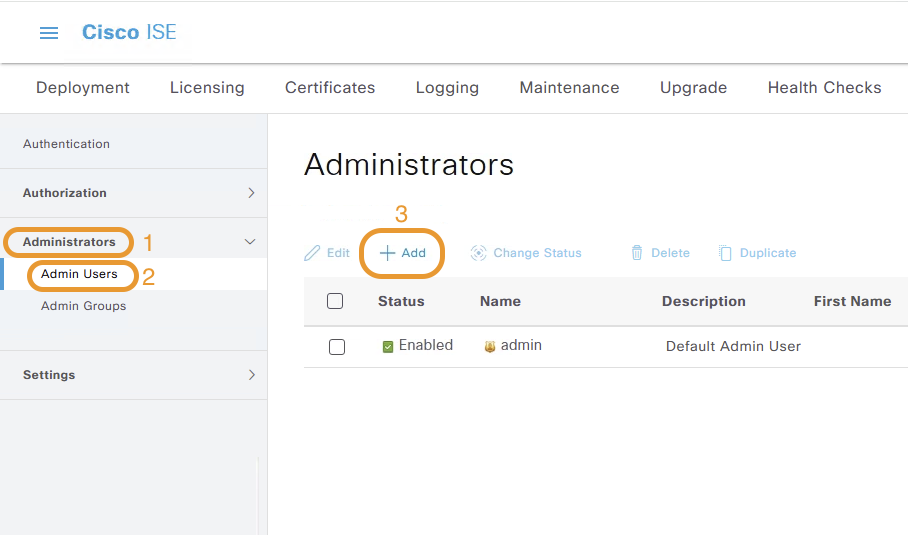 Cisco ISE
Deployment Licensing Certificates Logging Maintenance Upgrade Health Checks
Authentication
Authorization
Administrators 1
Admin Users 2
Admin Groups
Settings
Administrators
3
Edit Add Change Status Delete Duplicate
Status Name Description First Name
Enabled admin Default Admin User